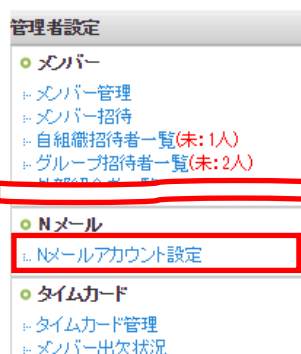 管理者設定
メンバー
メンバー管理
メンバー招待
自組織招待者一覧(未:1人)
グループ招待者一覧(未:2人)
Nメール
Nメールアカウント設定
タイムカード
タイムカード管理
メンバー出欠状況